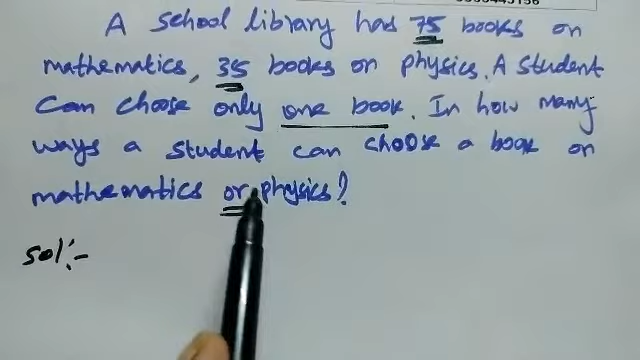 A school library has 75 books on
mathematics, 35 books on physics. A student
can choose only one book. In how many
ways a student can choose a book on
mathematics or physics?
Sol:-